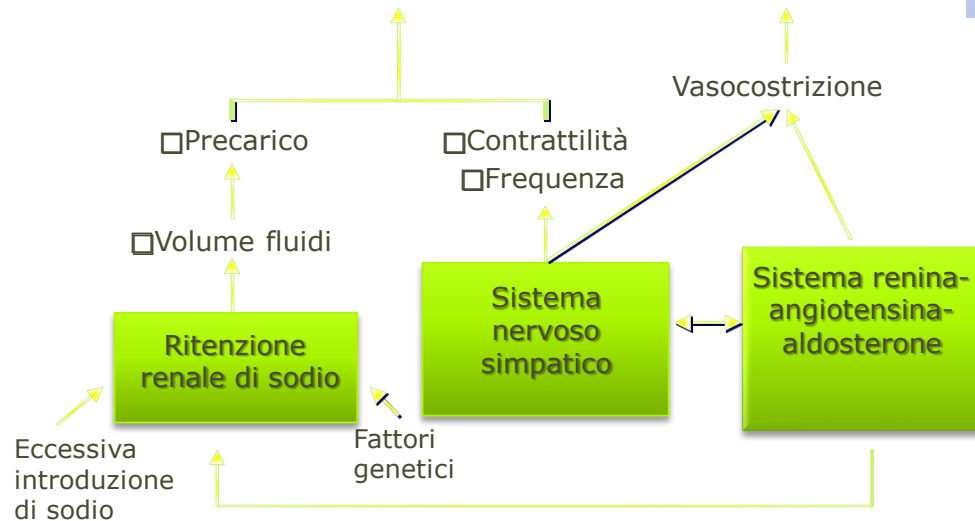 Vasocostrizione
□Precarico
□Contrattilità
□Frequenza
□Volume fluidi
Sistema
nervoso
simpatico
Sistema renina-
angiotensina-
aldosterone
Ritenzione
renale di sodio
Eccessiva
introduzione
di sodio
Fattori
genetici